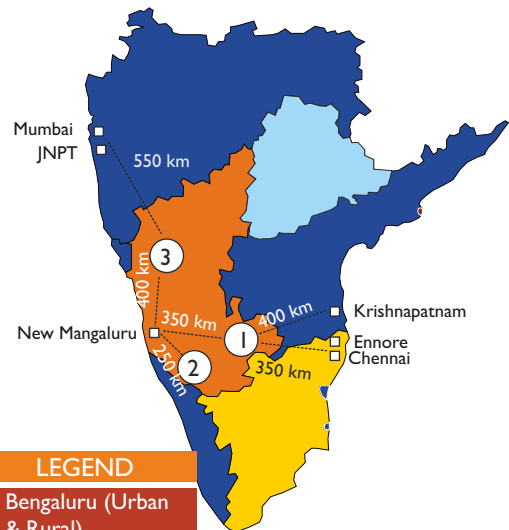 Mumbai
JNPT
550 km
3
400 km
350 km
400 km
Krishnapatnam
New Mangaluru
1
Ennore
Chennai
250 km
2
350 km
LEGEND
Bengaluru (Urban
& Rural)